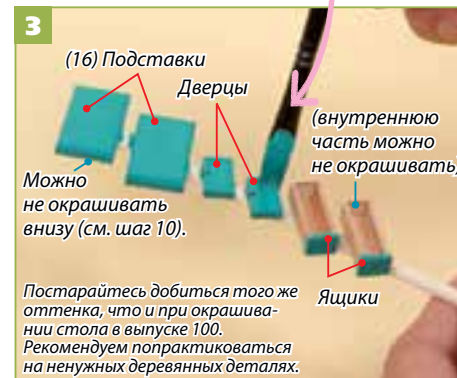 3
(16) Подставки
Дверцы
(внутреннюю
часть можно
не окрашивать)
Можно
не окрашивать
внизу (см. шаг 10).
Ящики
Постарайтесь добиться того же
оттенка, что и при окрашива-
нии стола в выпуске 100.
Рекомендуем попрактиковаться
на ненужных деревянных деталях.